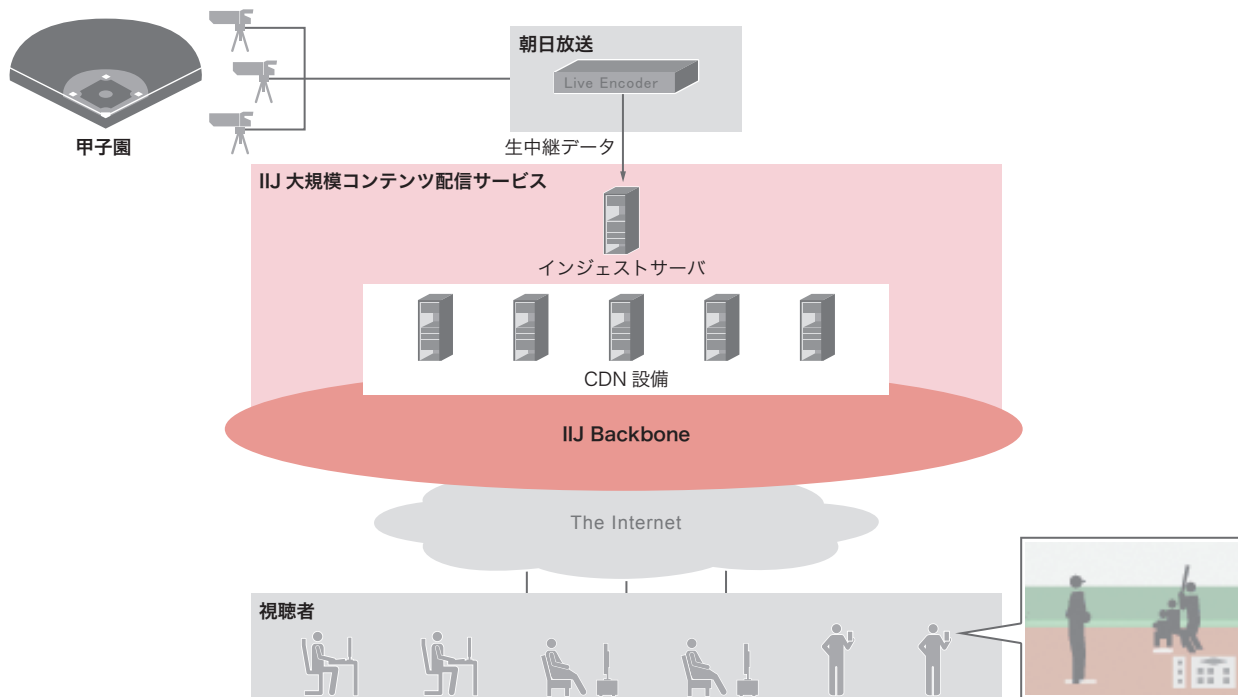 甲子園
朝日放送
Live Encoder
生中継データ
IIJ 大規模コンテンツ配信サービス
インジェストサーバ
CDN 設備
IIJ Backbone
The Internet
視聴者